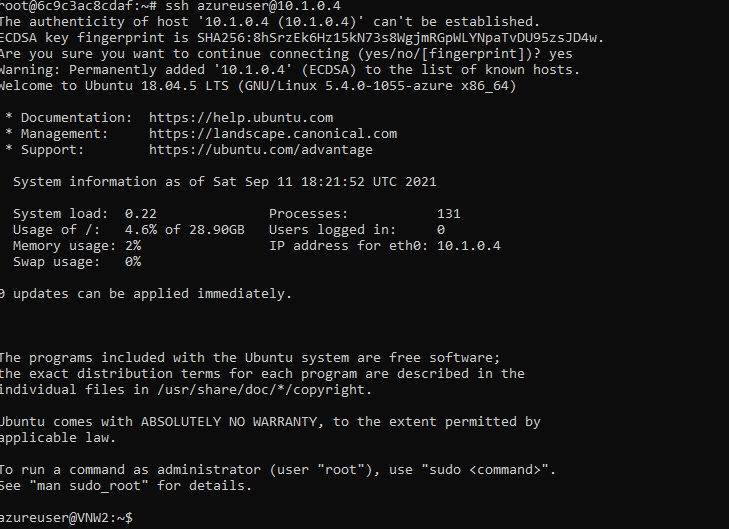 root@6c9c3ac8cdaf:~# ssh azureuser@10.1.0.4
The authenticity of host '10.1.0.4 (10.1.0.4)' can't be established.
ECDSA key fingerprint is SHA256:8hSrzEk6Hz15kN73s8WgjmRGpWLYNpaTvDU95zsJD4w.
Are you sure you want to continue connecting (yes/no/[fingerprint])? yes
Warning: Permanently added '10.1.0.4' (ECDSA) to the list of known hosts.
Welcome to Ubuntu 18.04.5 LTS (GNU/Linux 5.4.0-1055-azure x86_64)
* Documentation:  https://help.ubuntu.com
* Management:     https://landscape.canonical.com
* Support:        https://ubuntu.com/advantage
System information as of Sat Sep 11 18:21:52 UTC 2021
System load:  0.22                Processes:           131
Usage of /:   4.6% of 28.90GB   Users logged in:     0
Memory usage: 2%                IP address for eth0: 10.1.0.4
Swap usage:   0%
0 updates can be applied immediately.
The programs included with the Ubuntu system are free software;
the exact distribution terms for each program are described in the
individual files in /usr/share/doc/*/copyright.
Ubuntu comes with ABSOLUTELY NO WARRANTY, to the extent permitted by
applicable law.
To run a command as administrator (user "root"), use "sudo <command>".
See "man sudo_root" for details.
azureuser@VNW2:~$